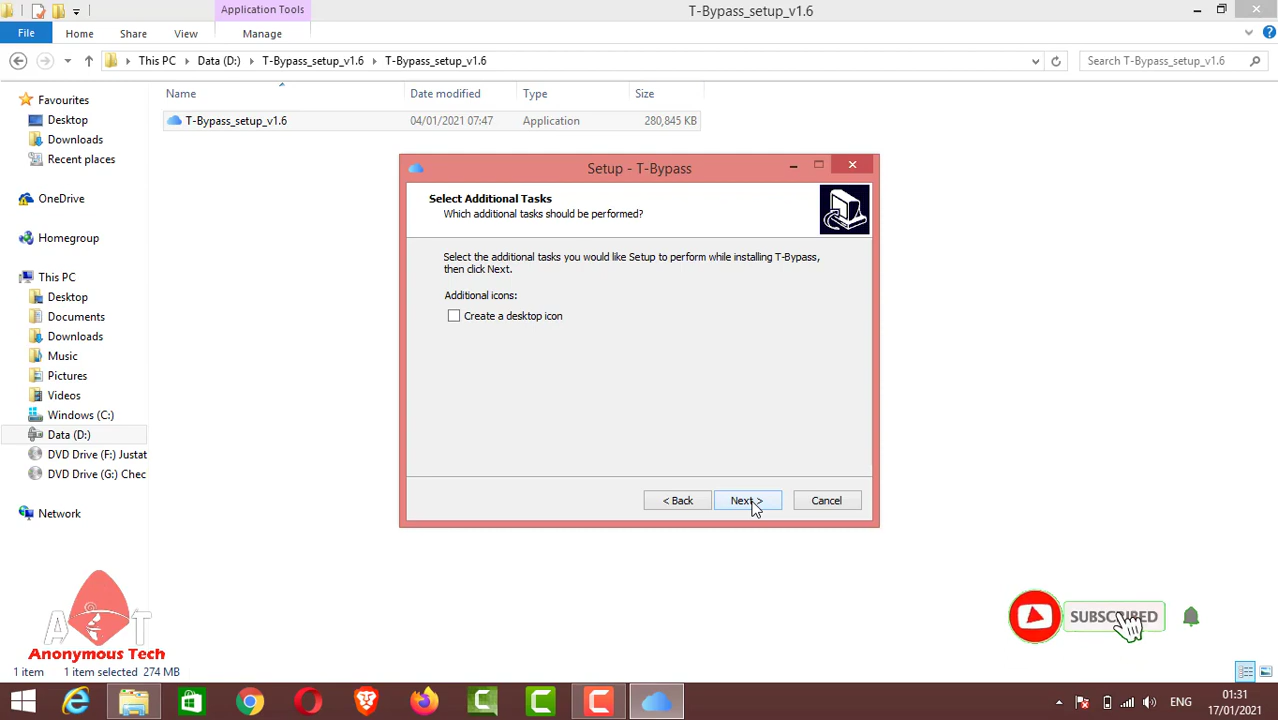 Application Tools
T-Bypass_setup_v1.6
File
Home
Share
View
Manage
This PC
Data (D:)
T-Bypass_setup_v1.6
T-Bypass_setup_v1.6
Search T-Bypass_setup_v1.6
Name
Date modified
Type
Size
T-Bypass_setup_v1.6
04/01/2021 07:47
Application
280,845 KB
Favourites
Desktop
Downloads
Recent places
OneDrive
Homegroup
This PC
Desktop
Documents
Downloads
Music
Pictures
Videos
Windows (C:)
Data (D:)
DVD Drive (F:) Justat
DVD Drive (G:) Chec
Network
Setup - T-Bypass
Select Additional Tasks
Which additional tasks should be performed?
Select the additional tasks you would like Setup to perform while installing T-Bypass,
then click Next.
Additional icons:
Create a desktop icon
< Back
Next >
Cancel
A T
Anonymous Tech
SUBSCRIBED
1 item
1 item selected 274 MB
ENG
01:31
17/01/2021